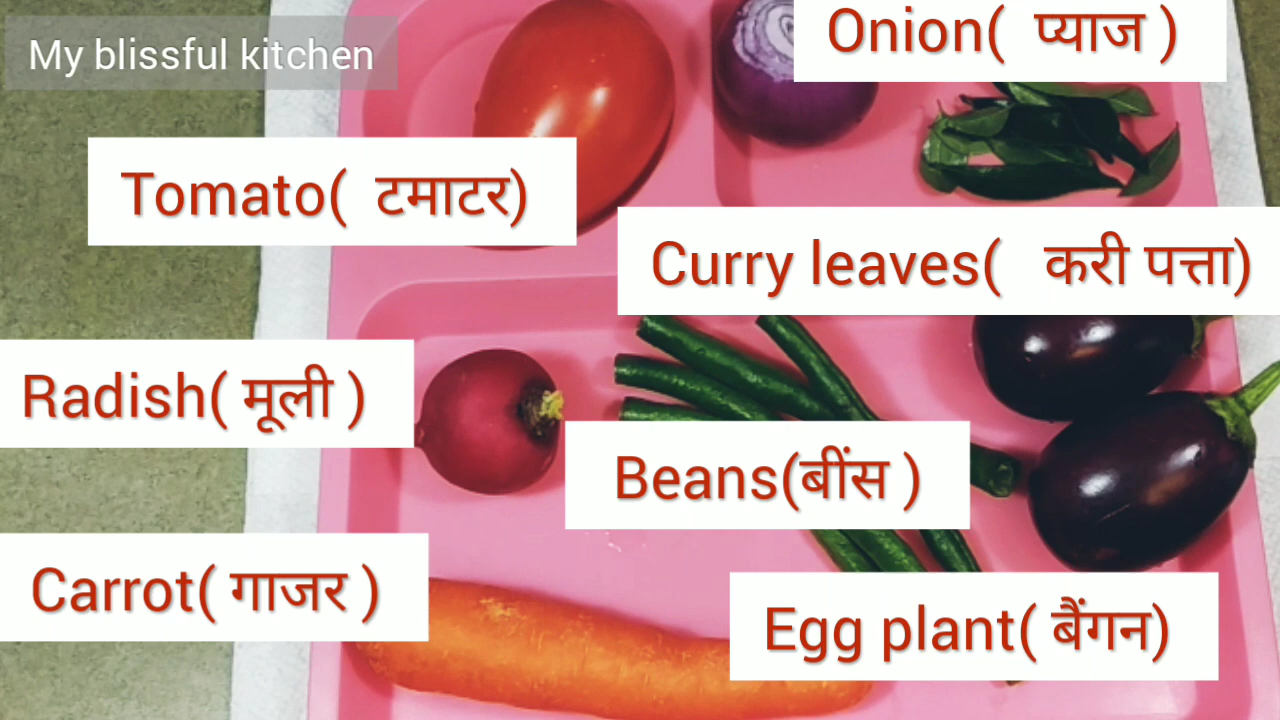 My blissful kitchen
Onion( प्याज )
Tomato( टमाटर)
Curry leaves( करी पत्ता)
Radish( मूली )
Beans(बींस )
Carrot( गाजर )
Egg plant( बैंगन)